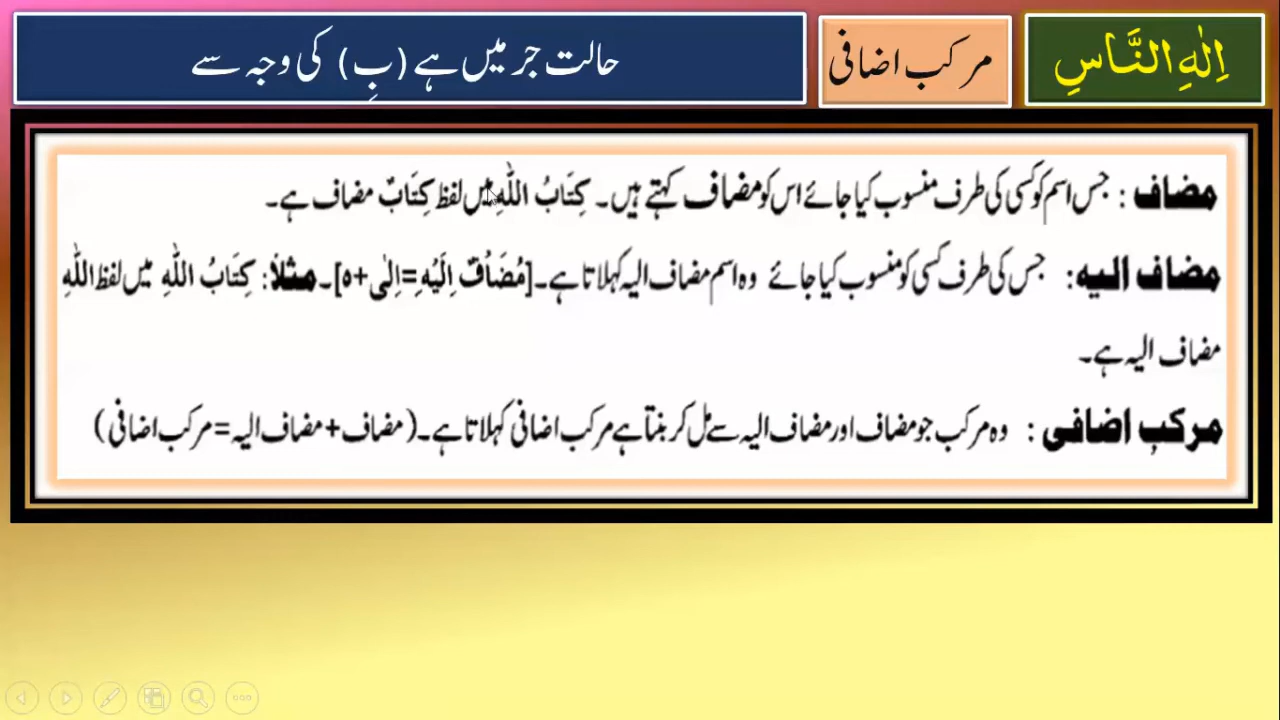 اِلٰہِ النَّاسِ
مرکب اضافی
حالت جر میں ہے (بِ) کی وجہ سے
مضاف : جس اسم کو کسی کی طرف منسوب کیا جائے اس کو مضاف کہتے ہیں۔ کِتَابُ اللّٰہِ میں لفظ کِتَابٌ مضاف ہے۔
مضاف الیہ: جس کی طرف کسی کو منسوب کیا جائے وہ اسم مضاف الیہ کہلاتا ہے۔[مُضَافٌ اِلَیْہِ=اِلٰی+ہ]۔مثلاً: کِتَابُ اللّٰہِ میں لفظ اللّٰہِ
مضاف الیہ ہے۔
مرکب اضافی : وہ مرکب جو مضاف اور مضاف الیہ سے مل کر بنتا ہے مرکب اضافی کہلاتا ہے۔(مضاف+مضاف الیہ=مرکب اضافی)